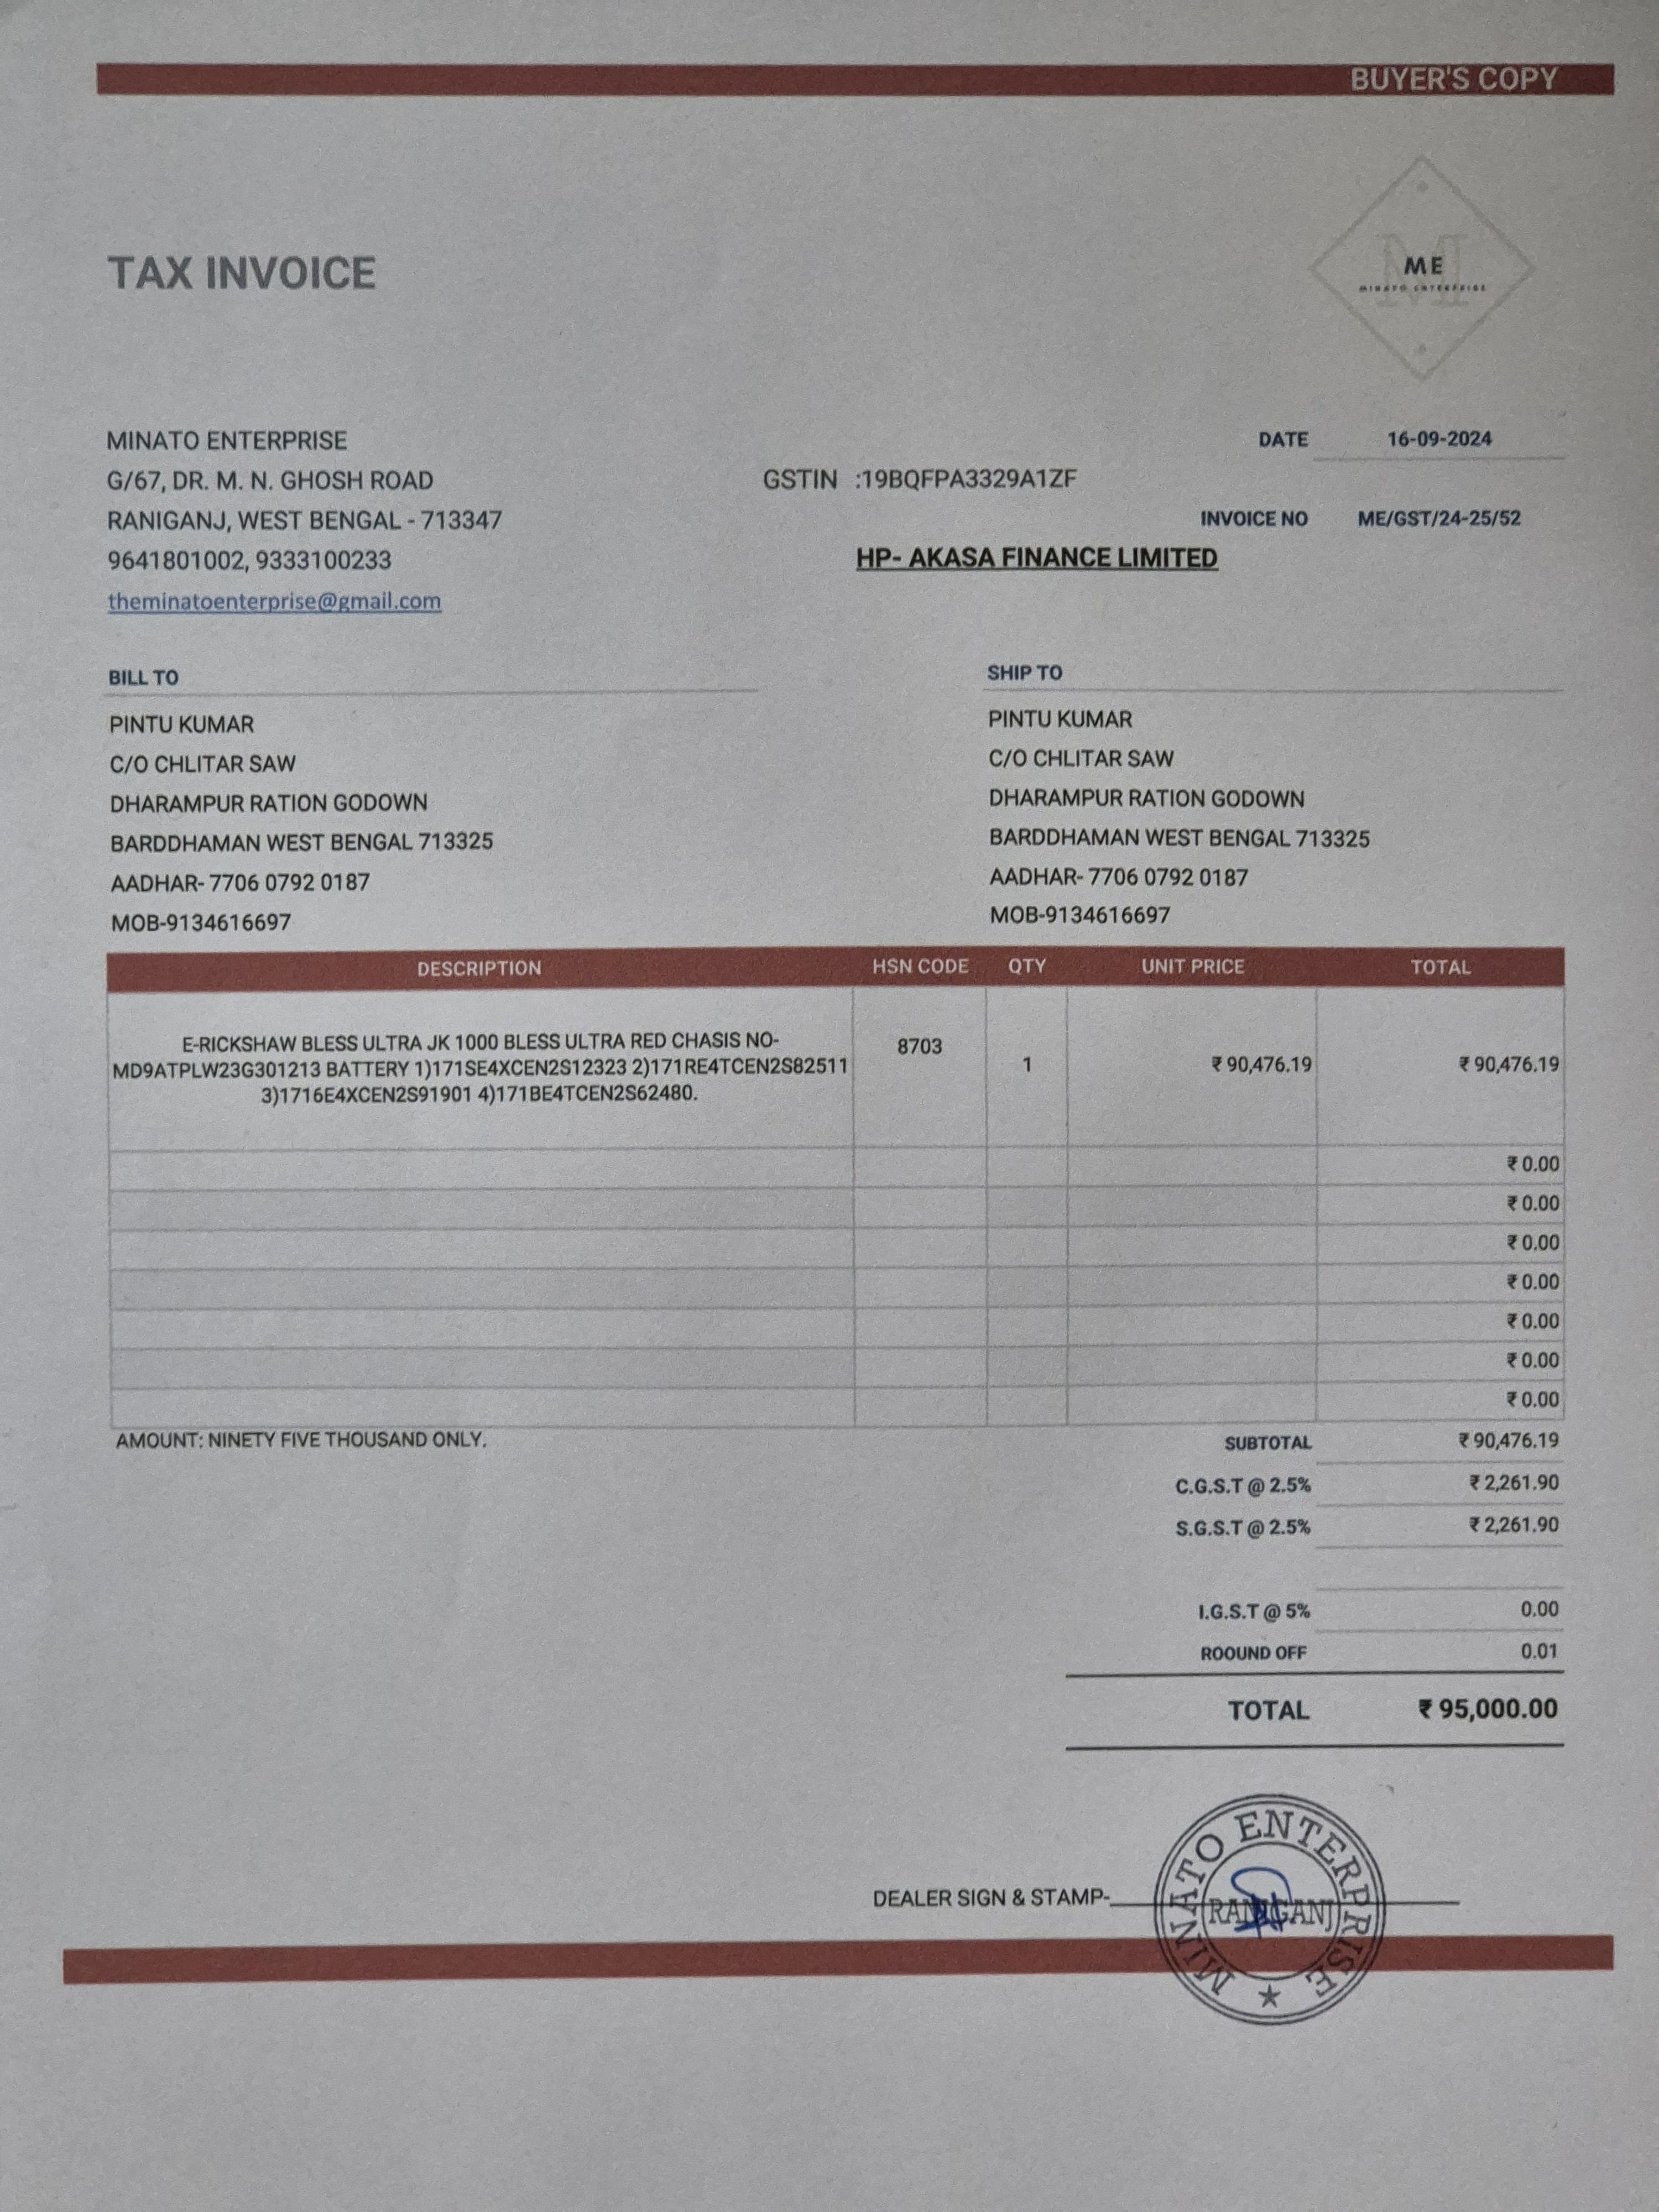 BUYER'S COPY
TAX INVOICE
ME
MINATO ENTERPRISE
MINATO ENTERPRISE
G/67, DR. M. N. GHOSH ROAD
RANIGANJ, WEST BENGAL - 713347
9641801002, 9333100233
theminatoenterprise@gmail.com
GSTIN :19BQFPA3329A1ZF
HP- AKASA FINANCE LIMITED
DATE 16-09-2024
INVOICE NO ME/GST/24-25/52
BILL TO
PINTU KUMAR
C/O CHLITAR SAW
DHARAMPUR RATION GODOWN
BARDDHAMAN WEST BENGAL 713325
AADHAR- 7706 0792 0187
MOB-9134616697
SHIP TO
PINTU KUMAR
C/O CHLITAR SAW
DHARAMPUR RATION GODOWN
BARDDHAMAN WEST BENGAL 713325
AADHAR- 7706 0792 0187
MOB-9134616697
DESCRIPTION HSN CODE QTY UNIT PRICE TOTAL
E-RICKSHAW BLESS ULTRA JK 1000 BLESS ULTRA RED CHASIS NO-
MD9ATPLW23G301213 BATTERY 1)171SE4XCEN2S12323 2)171RE4TCEN2S82511
3)1716E4XCEN2S91901 4)171BE4TCEN2S62480.
8703 1 ₹ 90,476.19 ₹ 90,476.19
₹ 0.00
₹ 0.00
₹ 0.00
₹ 0.00
₹ 0.00
₹ 0.00
₹ 0.00
AMOUNT: NINETY FIVE THOUSAND ONLY.
SUBTOTAL ₹ 90,476.19
C.G.S.T @ 2.5% ₹ 2,261.90
S.G.S.T @ 2.5% ₹ 2,261.90
I.G.S.T @ 5% 0.00
ROOUND OFF 0.01
TOTAL ₹ 95,000.00
DEALER SIGN & STAMP-
MINATO ENTERPRISE
RANIGANJ